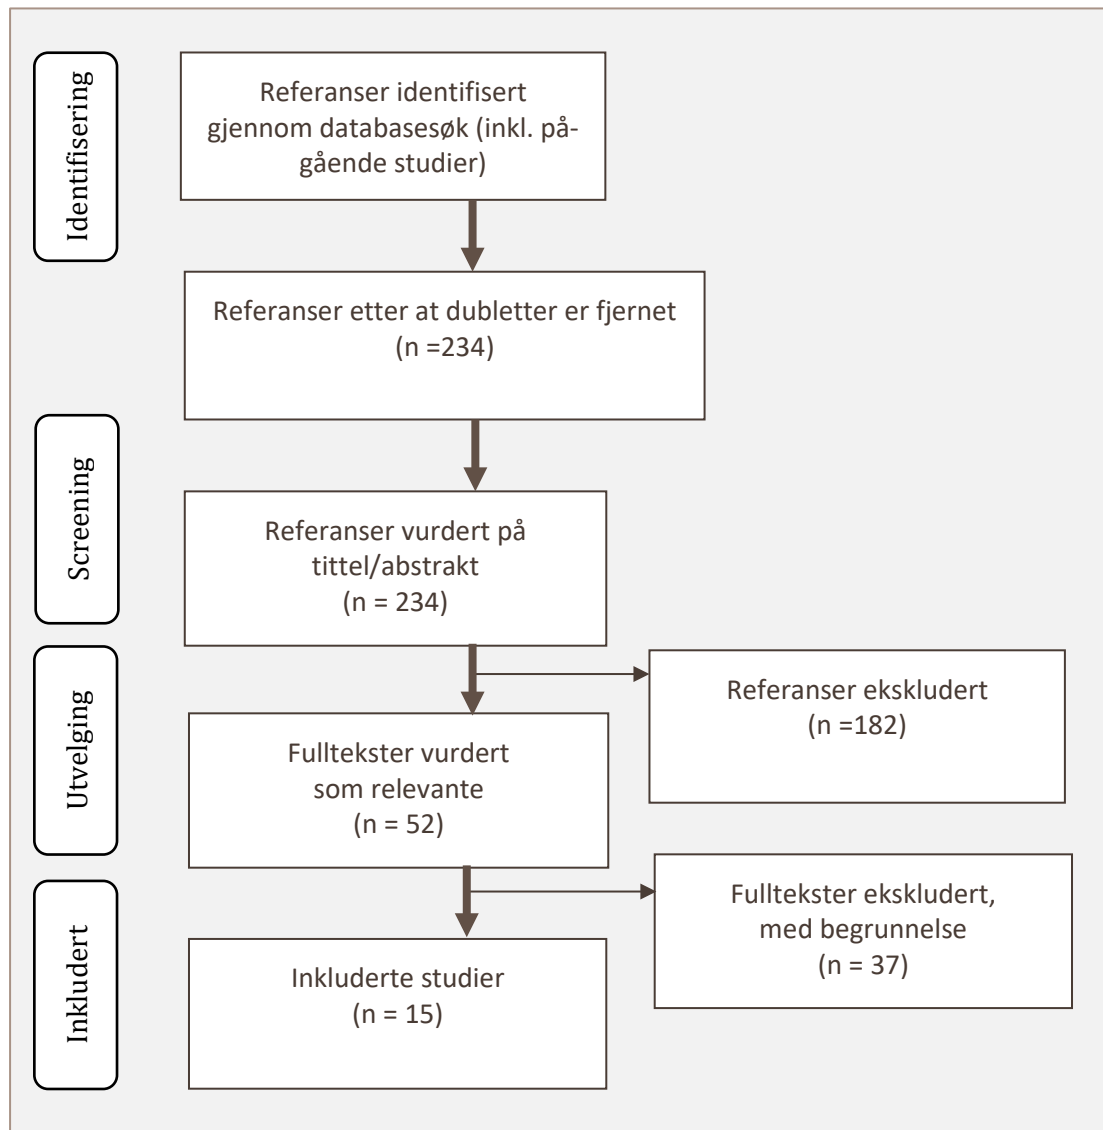 Identifisering
Referanser identifisert
gjennom databasesøk (inkl. på-
gående studier)
Referanser etter at dubletter er fjernet
(n =234)
Screening
Referanser vurdert på
tittel/abstrakt
(n = 234)
Utvelging
Referanser ekskludert
(n =182)
Fulltekster vurdert
som relevante
(n = 52)
Inkludert
Fulltekster ekskludert,
med begrunnelse
(n = 37)
Inkluderte studier
(n = 15)